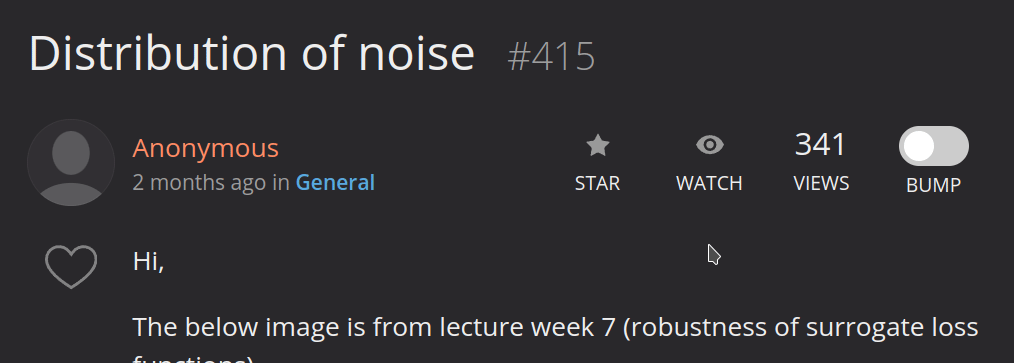 Distribution of noise #415
Anonymous
2 months ago in General
STAR
WATCH
341
VIEWS
BUMP
Hi,
The below image is from lecture week 7 (robustness of surrogate loss
functions)